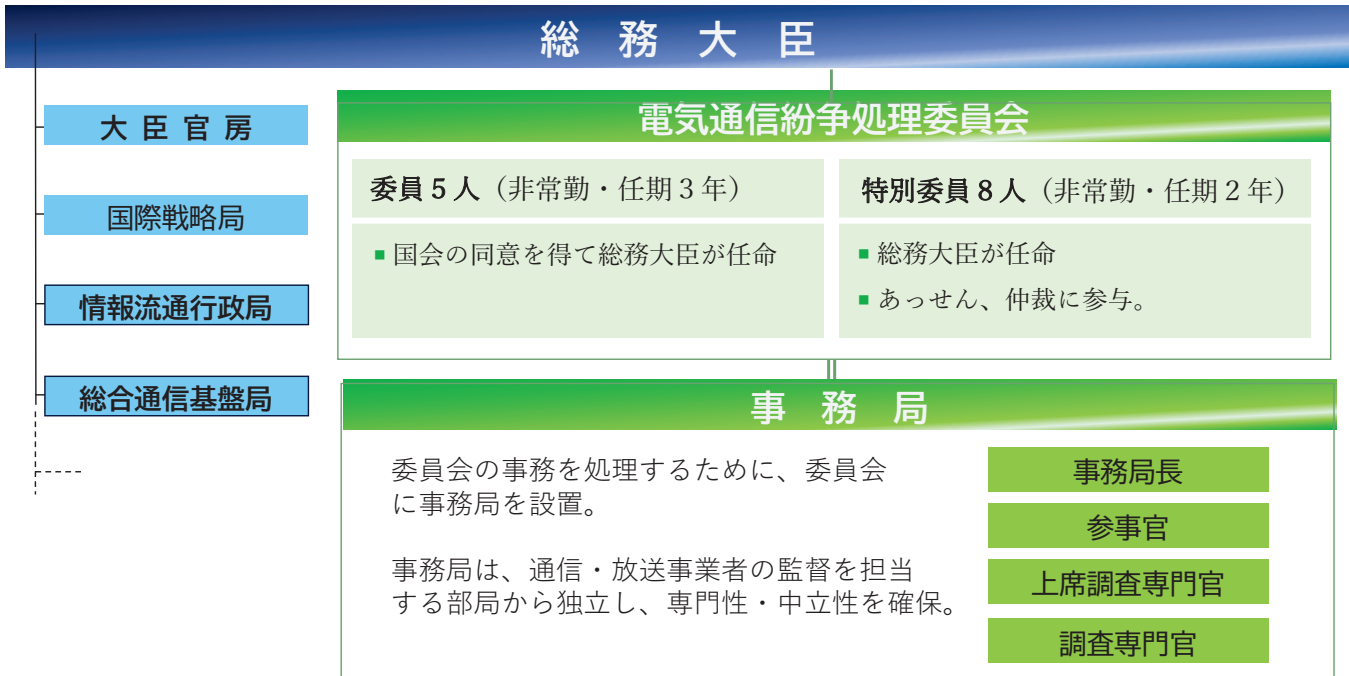 総務大臣
大臣官房
国際戦略局
情報流通行政局
総合通信基盤局
電気通信紛争処理委員会
委員５人（非常勤・任期３年）
■国会の同意を得て総務大臣が任命
特別委員８人（非常勤・任期２年）
■総務大臣が任命
■あっせん、仲裁に参与。
事務局
委員会の事務を処理するために、委員会
に事務局を設置。
事務局は、通信・放送事業者の監督を担当
する部局から独立し、専門性・中立性を確保。
事務局長
参事官
上席調査専門官
調査専門官